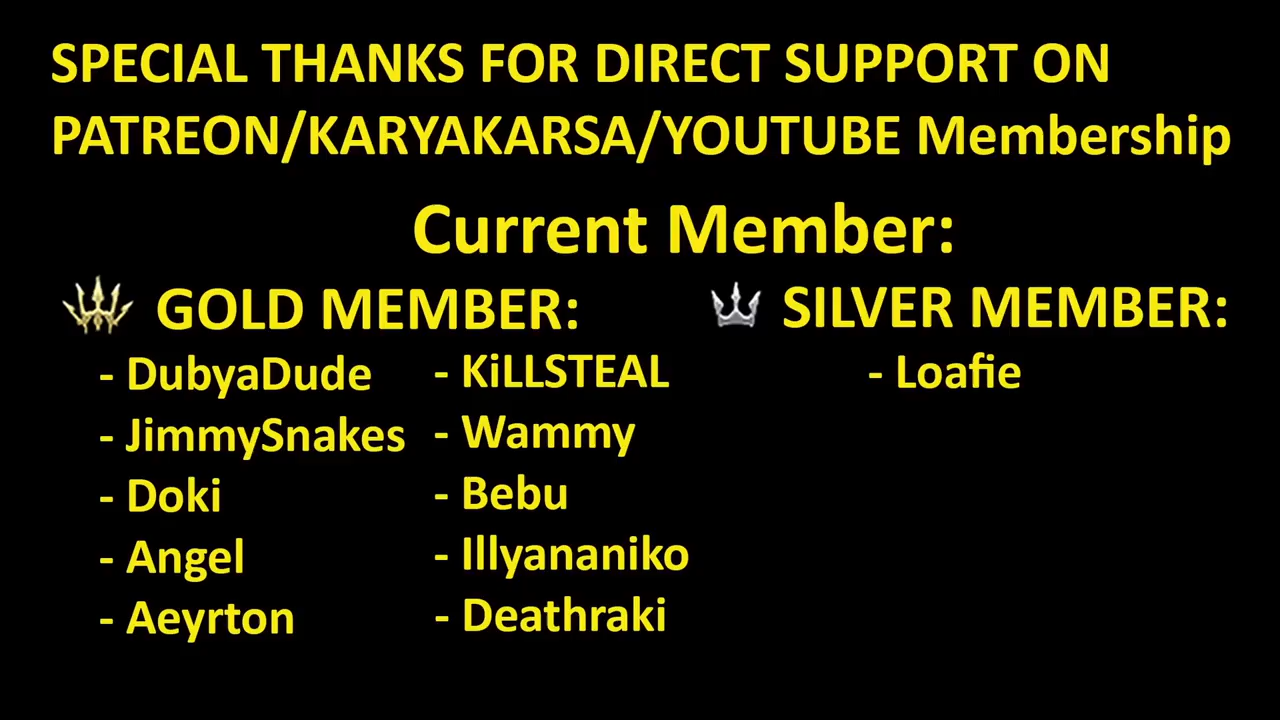 SPECIAL THANKS FOR DIRECT SUPPORT ON
PATREON/KARYAKARSA/YOUTUBE Membership
Current Member:
GOLD MEMBER:
- DubyaDude
- JimmySnakes
- Doki
- Angel
- Aeyrton
- KiLLSTEAL
- Wammy
- Bebu
- Illyananiko
- Deathraki
SILVER MEMBER:
- Loafie